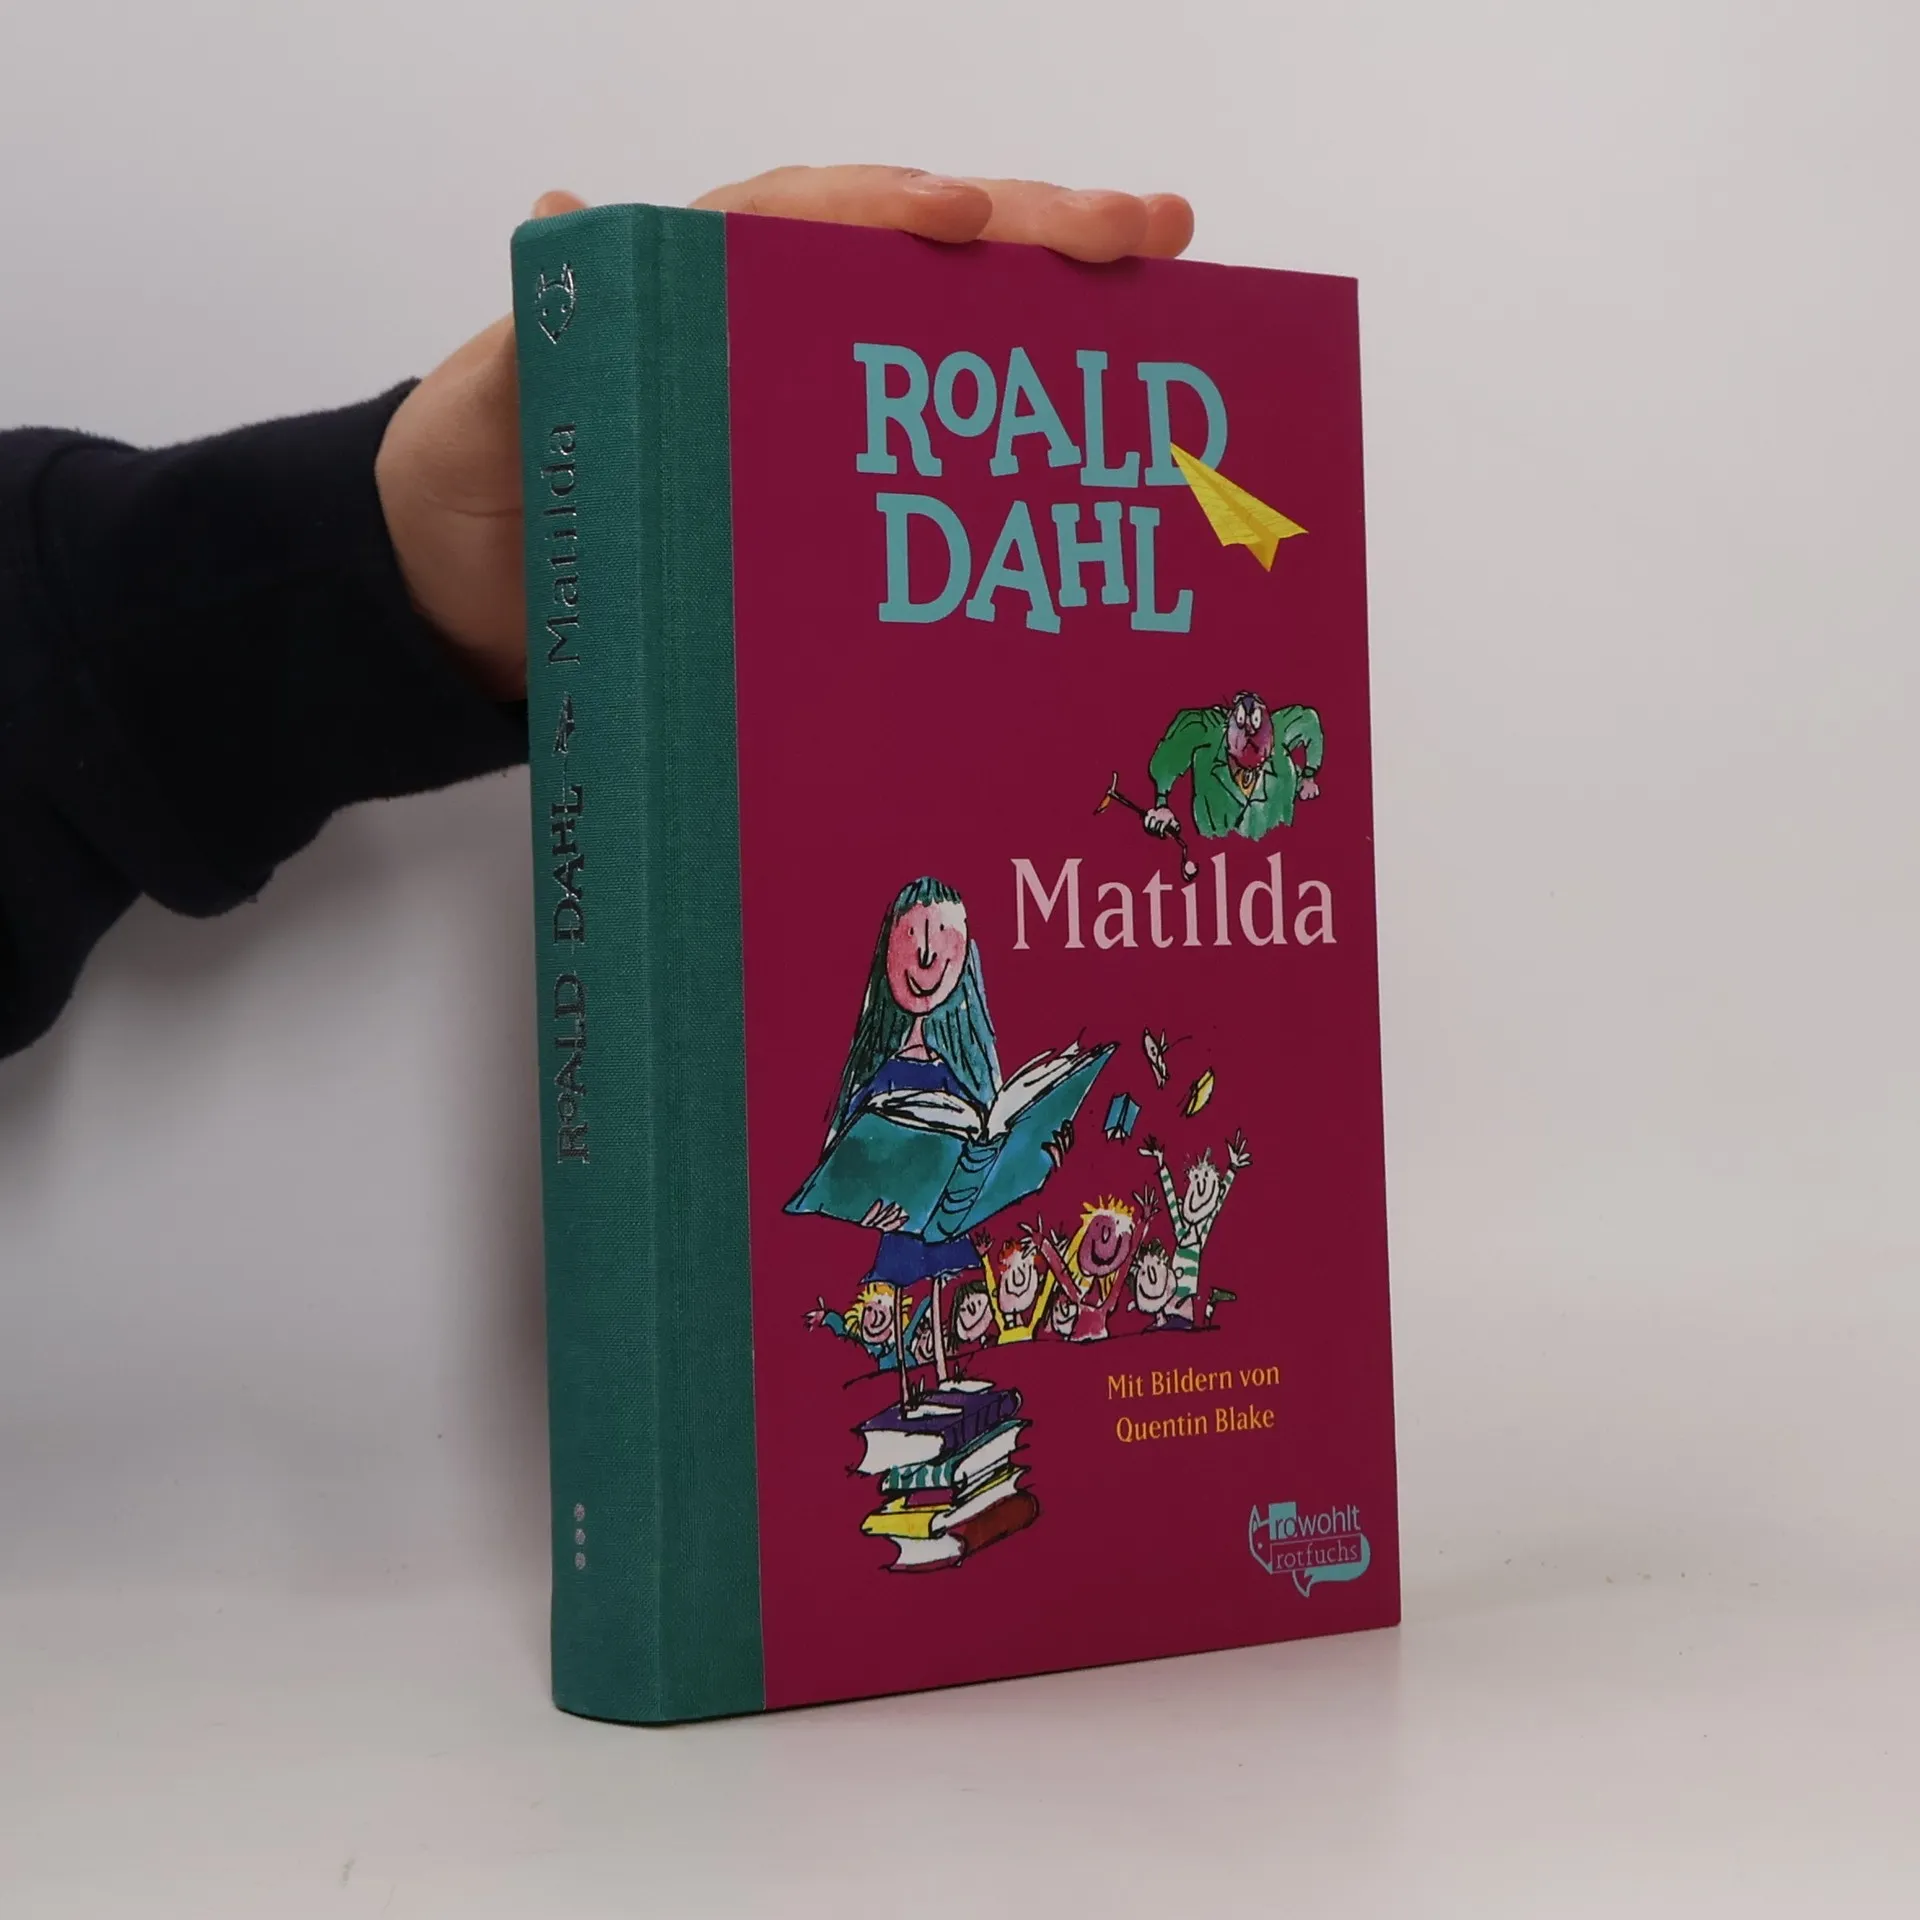 ROALD DAHL Matilda
ROALD
DAHL
Matilda
Mit Bildern von
Quentin Blake
rowohlt
rotfuchs